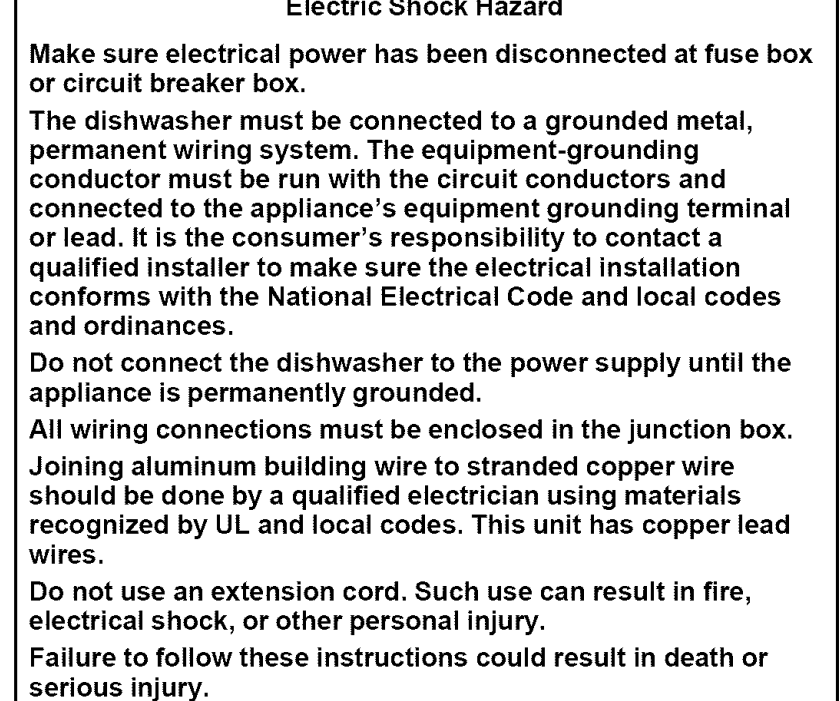 Electric Shock Hazard
Make sure electrical power has been disconnected at fuse box
or circuit breaker box.
The dishwasher must be connected to a grounded metal,
permanent wiring system. The equipment-grounding
conductor must be run with the circuit conductors and
connected to the appliance's equipment grounding terminal
or lead. It is the consumer's responsibility to contact a
qualified installer to make sure the electrical installation
conforms with the National Electrical Code and local codes
and ordinances.
Do not connect the dishwasher to the power supply until the
appliance is permanently grounded.
All wiring connections must be enclosed in the junction box.
Joining aluminum building wire to stranded copper wire
should be done by a qualified electrician using materials
recognized by UL and local codes. This unit has copper lead
wires.
Do not use an extension cord. Such use can result in fire,
electrical shock, or other personal injury.
Failure to follow these instructions could result in death or
serious injury.